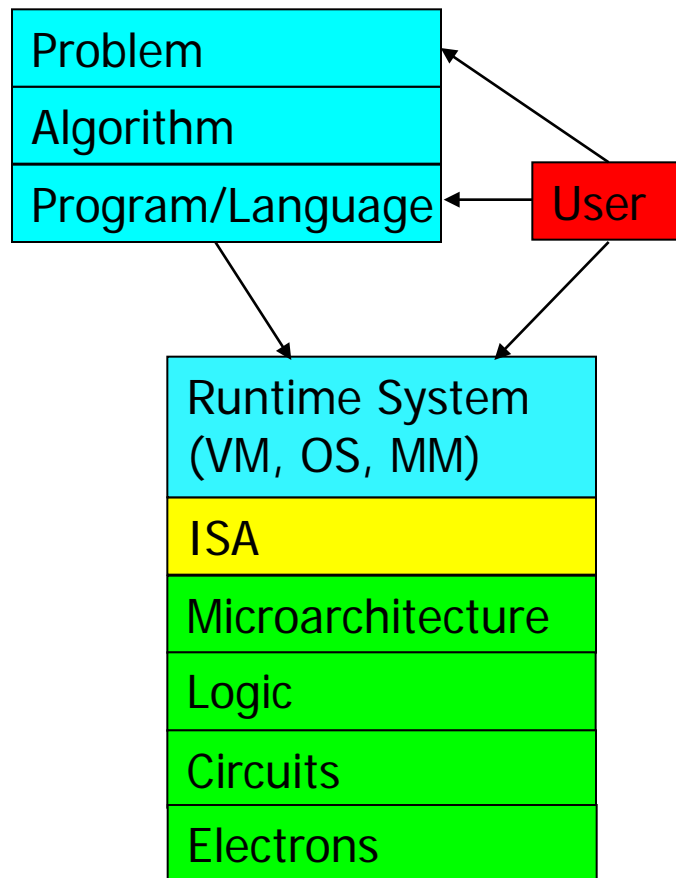 Problem
Algorithm
Program/Language
User
Runtime System
(VM, OS, MM)
ISA
Microarchitecture
Logic
Circuits
Electrons